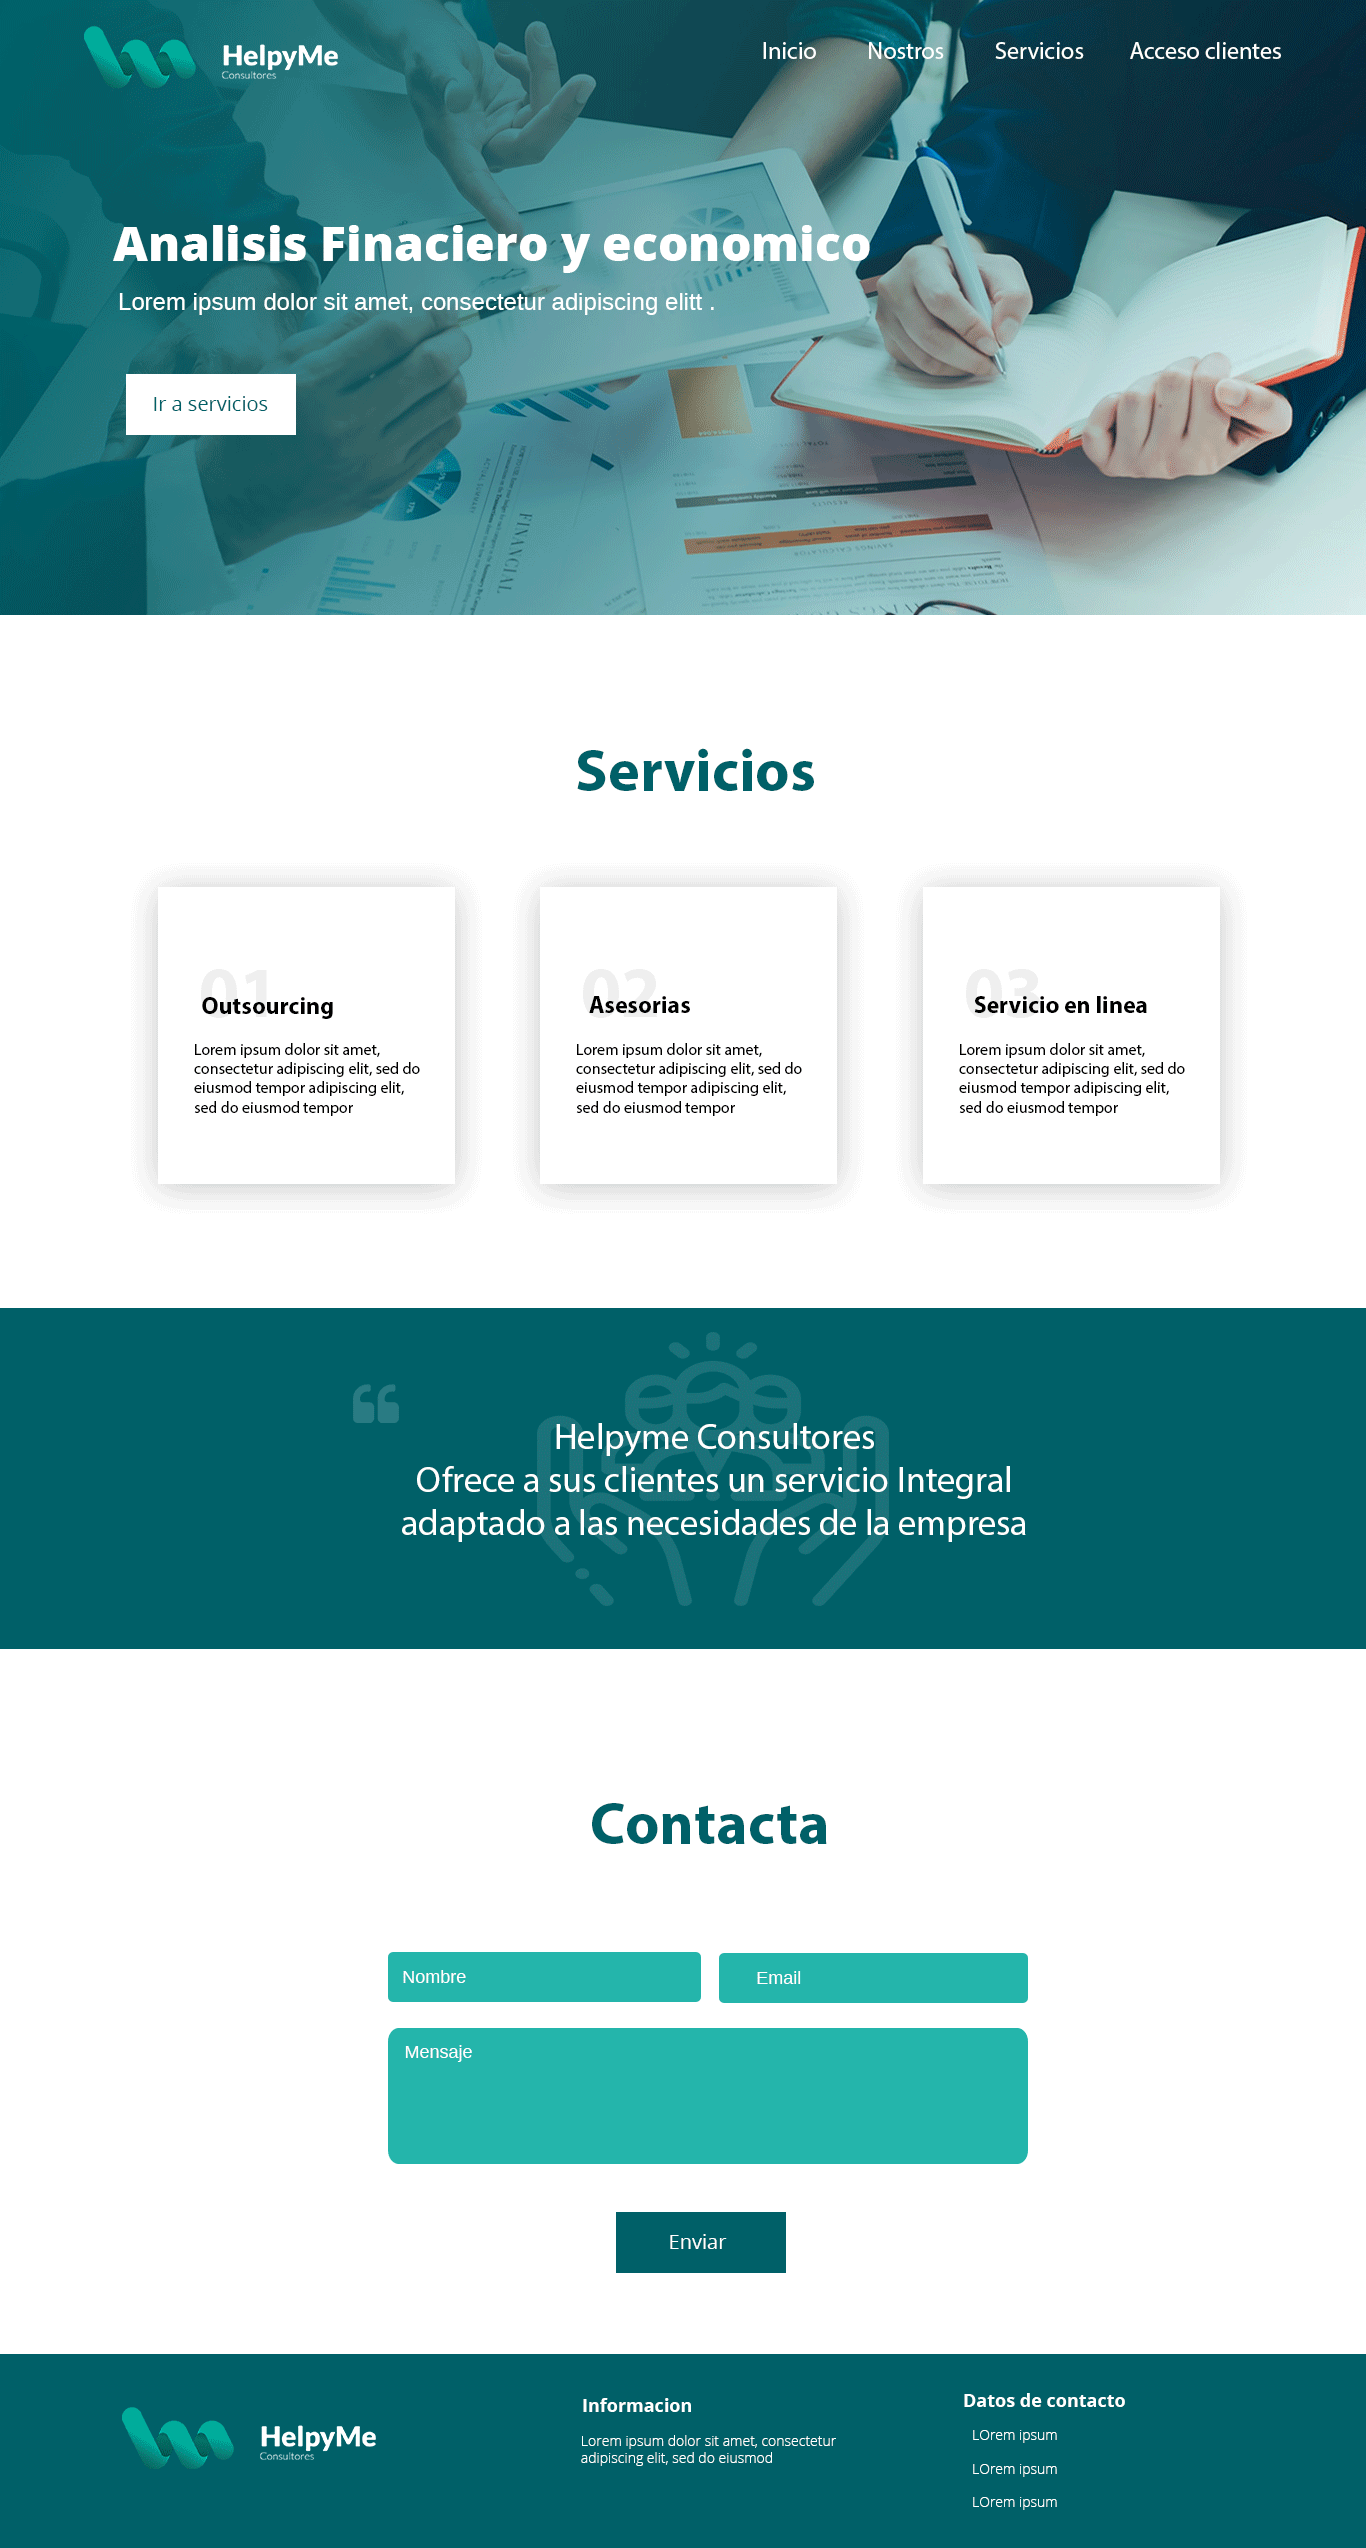 HelpyMe
Consultores
Inicio
Nostros
Servicios
Acceso clientes
Analisis Finaciero y economico
Lorem ipsum dolor sit amet, consectetur adipiscing elitt .
Ir a servicios
FINANCIAL
Servicios
01
Outsourcing
Lorem ipsum dolor sit amet,
consectetur adipiscing elit, sed do
eiusmod tempor adipiscing elit,
sed do eiusmod tempor
02
Asesorias
Lorem ipsum dolor sit amet,
consectetur adipiscing elit, sed do
eiusmod tempor adipiscing elit,
sed do eiusmod tempor
03
Servicio en linea
Lorem ipsum dolor sit amet,
consectetur adipiscing elit, sed do
eiusmod tempor adipiscing elit,
sed do eiusmod tempor
“
Helpyme Consultores
Ofrece a sus clientes un servicio Integral
adaptado a las necesidades de la empresa
Contacta
Nombre
Email
Mensaje
Enviar
HelpyMe
Consultores
Informacion
Lorem ipsum dolor sit amet, consectetur
adipiscing elit, sed do eiusmod
Datos de contacto
LOrem ipsum
LOrem ipsum
LOrem ipsum